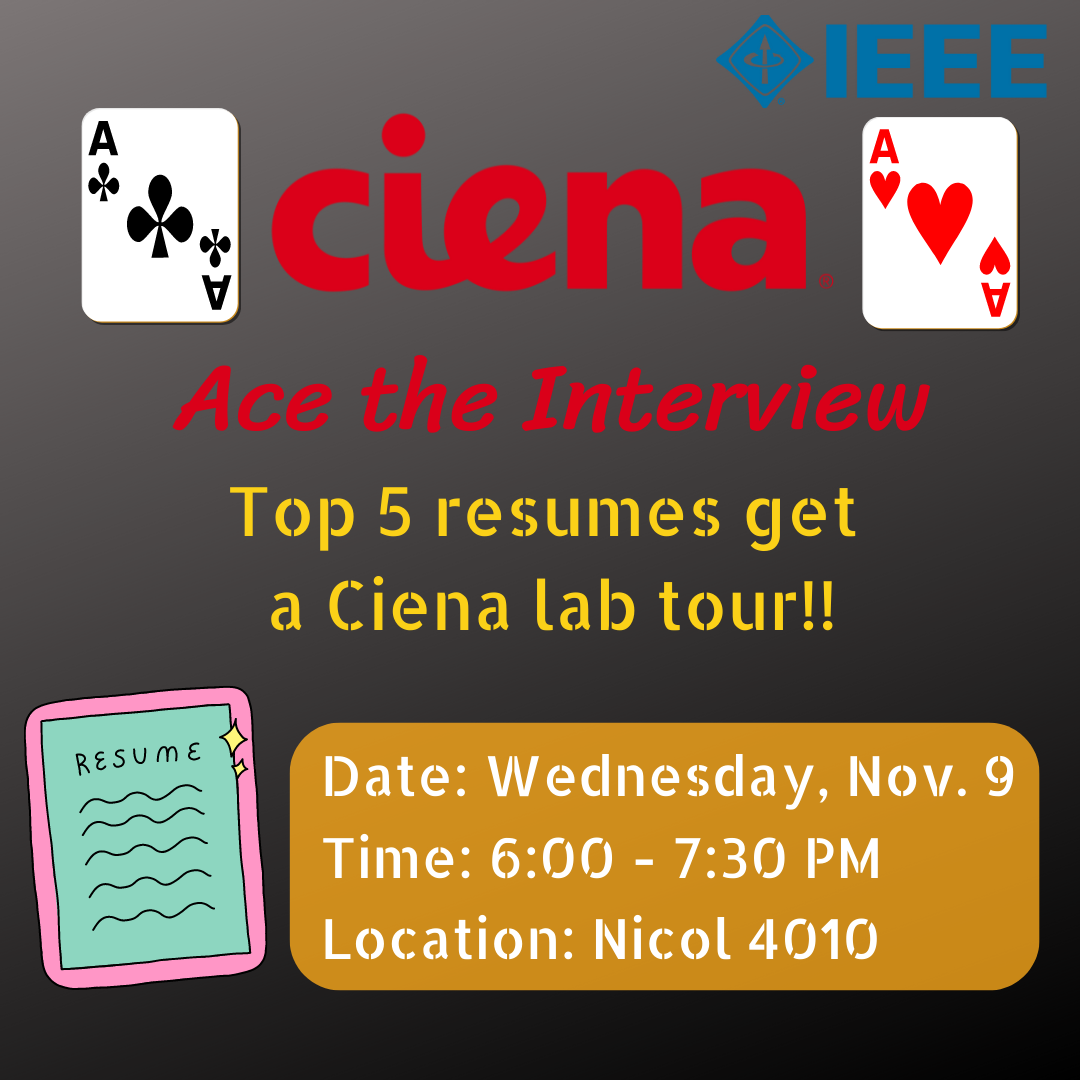 IEEE
A
ciena®
A
A
A
Ace the Interview
Top 5 resumes get
a Ciena lab tour!!
RESUME
Date: Wednesday, Nov. 9
Time: 6:00 - 7:30 PM
Location: Nicol 4010